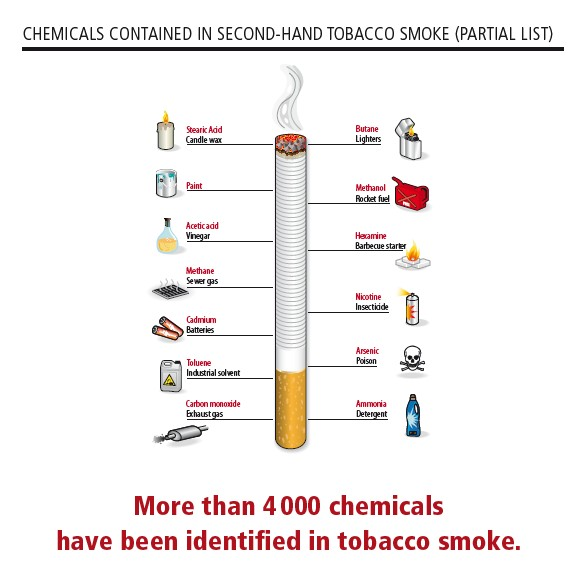 CHEMICALS CONTAINED IN SECOND-HAND TOBACCO SMOKE (PARTIAL LIST)
Stearic Acid
Candle wax
Paint
Acetic acid
Vinegar
Methane
Sewer gas
Cadmium
Batteries
Toluene
Industrial solvent
Carbon monoxide
Exhaust gas
Butane
Lighters
Methanol
Rocket fuel
Hexamine
Barbecue starter
Nicotine
Insecticide
Arsenic
Poison
Ammonia
Detergent
More than 4 000 chemicals
have been identified in tobacco smoke.